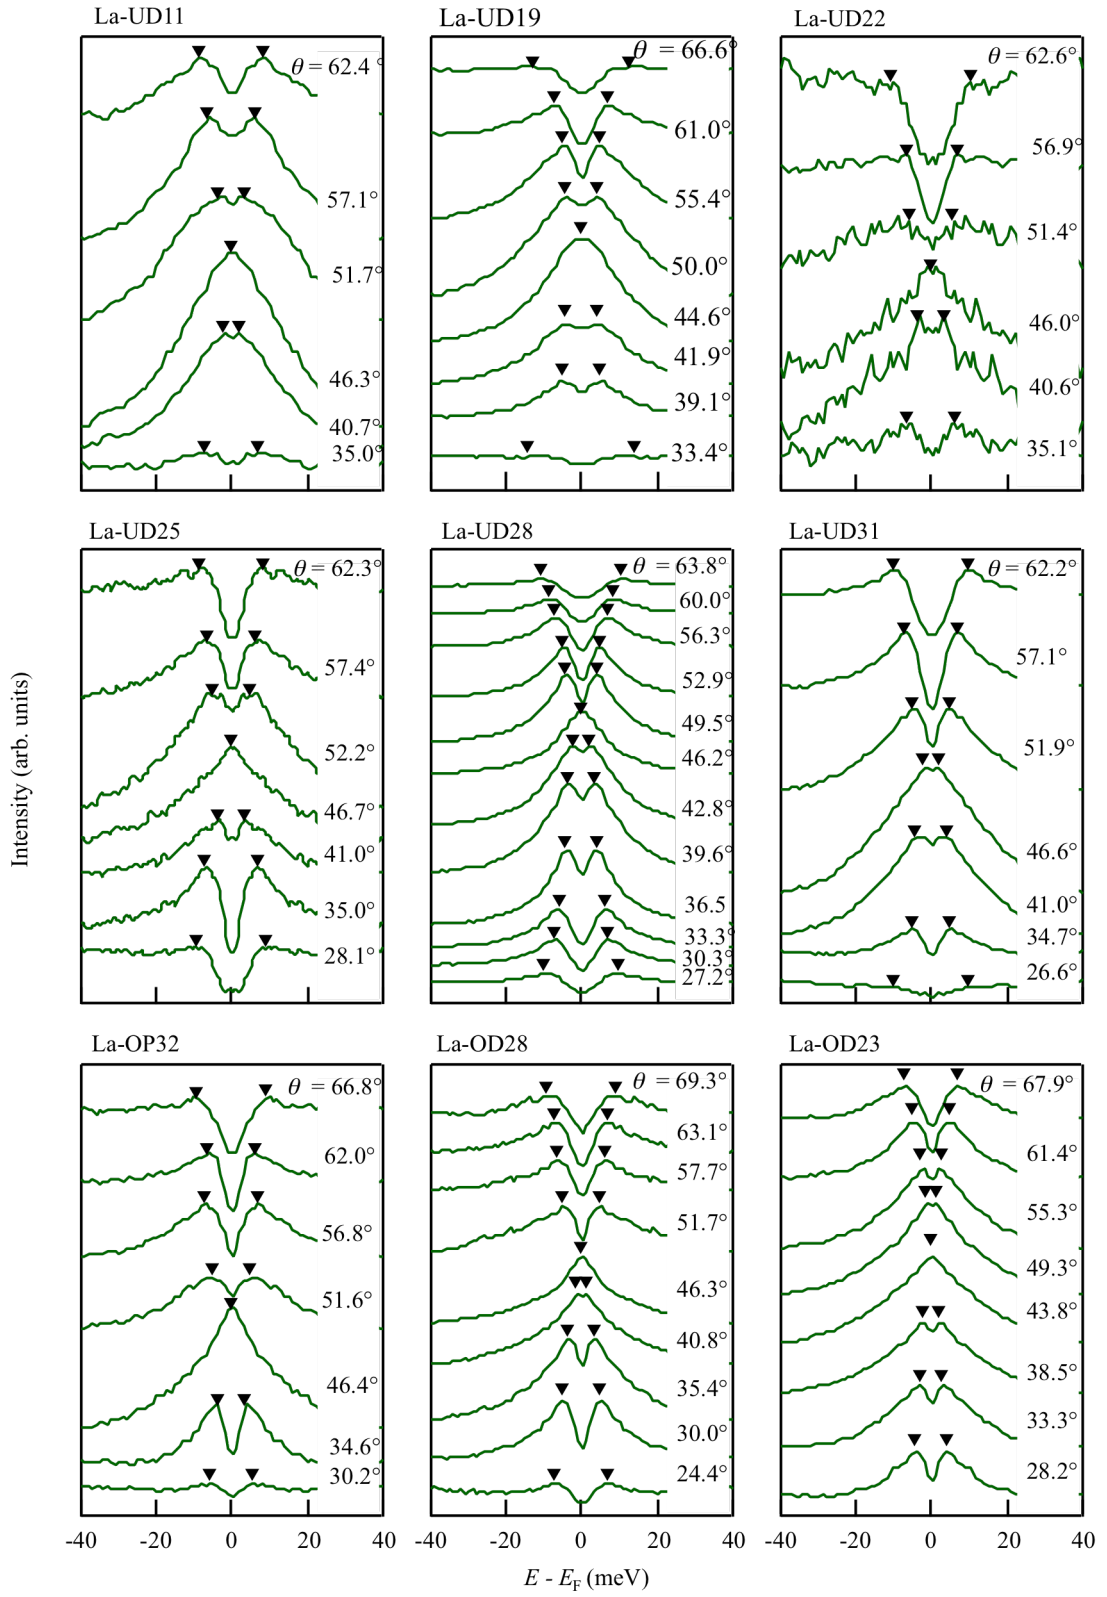 La-UD11
θ = 62.4 °
57.1°
51.7°
46.3°
40.7°
35.0°
La-UD19
θ = 66.6°
61.0°
55.4°
50.0°
44.6°
41.9°
39.1°
33.4°
La-UD22
θ = 62.6°
56.9°
51.4°
46.0°
40.6°
35.1°
La-UD25
θ = 62.3°
57.4°
52.2°
46.7°
41.0°
35.0°
28.1°
La-UD28
θ = 63.8°
60.0°
56.3°
52.9°
49.5°
46.2°
42.8°
39.6°
36.5
33.3°
30.3°
27.2°
La-UD31
θ = 62.2°
57.1°
51.9°
46.6°
41.0°
34.7°
26.6°
Intensity (arb. units)
La-OP32
θ = 66.8°
62.0°
56.8°
51.6°
46.4°
34.6°
30.2°
La-OD28
θ = 69.3°
63.1°
57.7°
51.7°
46.3°
40.8°
35.4°
30.0°
24.4°
La-OD23
θ = 67.9°
61.4°
55.3°
49.3°
43.8°
38.5°
33.3°
28.2°
-40 -20 0 20 40 -20 0 20 40 -20 0 20 40
E - EF (meV)